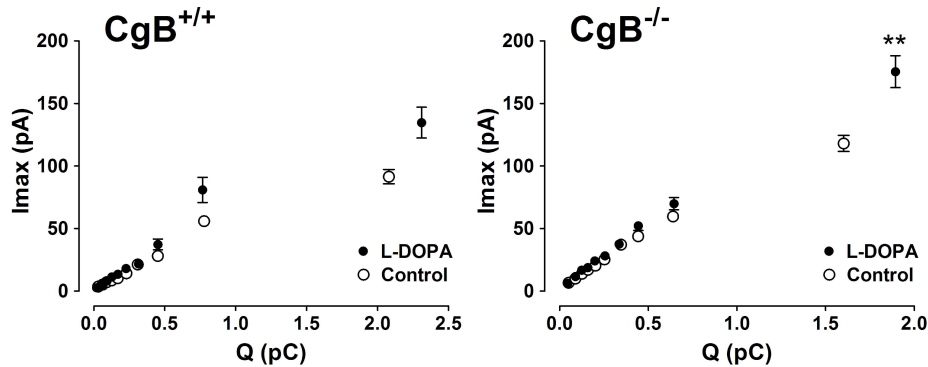 CgB+/+
200
150
100
50
0
Imax (pA)
L-DOPA
Control
0.0 0.5 1.0 1.5 2.0 2.5
Q (pC)
CgB-/-
**
200
150
100
50
0
Imax (pA)
L-DOPA
Control
0.0 0.5 1.0 1.5 2.0
Q (pC)